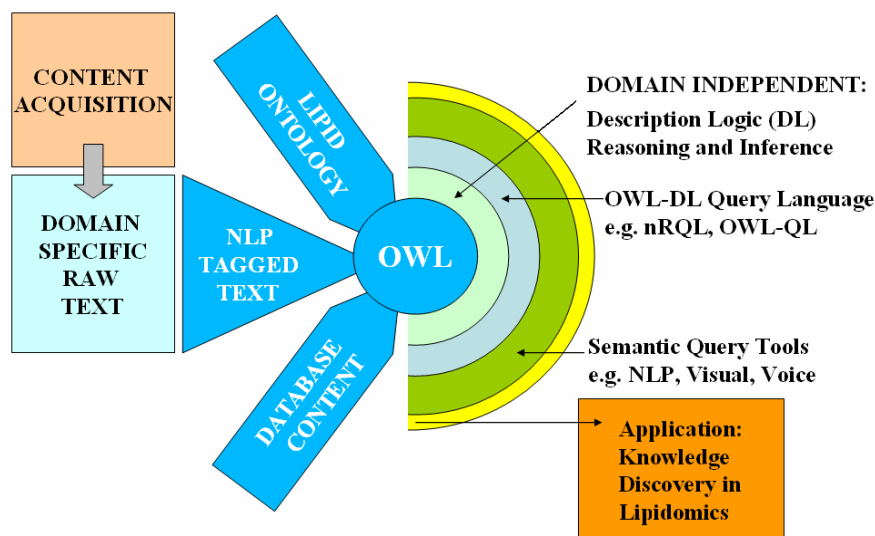 CONTENT
ACQUISITION
DOMAIN
SPECIFIC
RAW
TEXT
LIPID
ONTOLOGY
NLP
TAGGED
TEXT
DATABASE
CONTENT
OWL
DOMAIN INDEPENDENT:
Description Logic (DL)
Reasoning and Inference
OWL-DL Query Language
e.g. nRQL, OWL-QL
Semantic Query Tools
e.g. NLP, Visual, Voice
Application:
Knowledge
Discovery in
Lipidomics